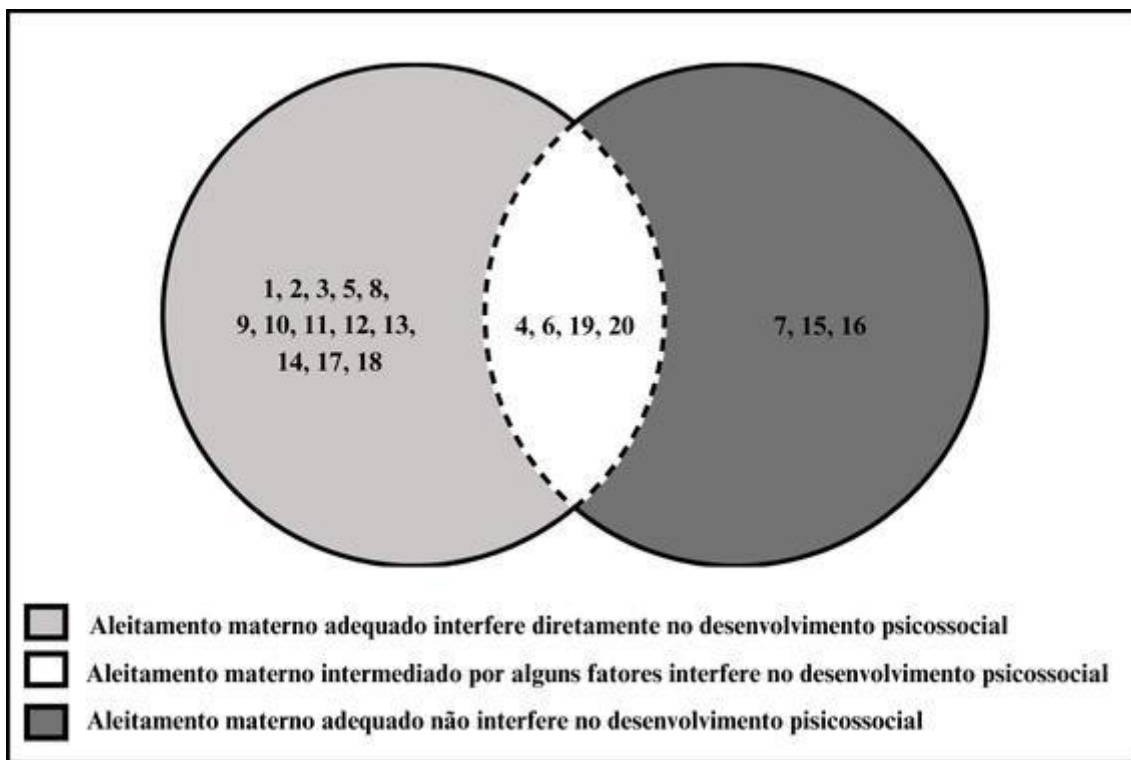 1, 2, 3, 5, 8,
9, 10, 11, 12, 13,
14, 17, 18
4, 6, 19, 20
7, 15, 16
Aleitamento materno adequado interfere diretamente no desenvolvimento psicossocial
Aleitamento materno intermediado por alguns fatores interfere no desenvolvimento psicossocial
Aleitamento materno adequado não interfere no desenvolvimento pisicossocial